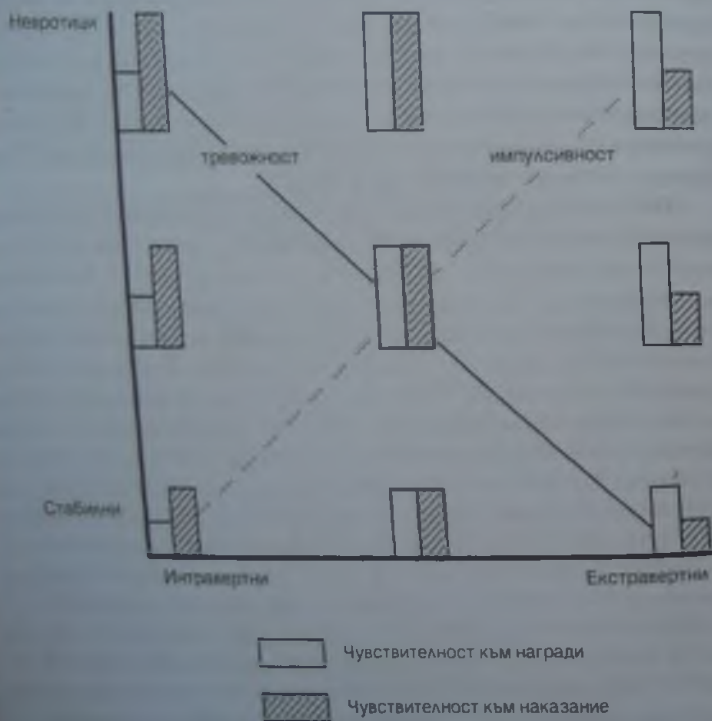 Невротици
тревожност
импулсивност
Стабилни
Интравертни
Екстравертни
Чувствителност към награди
Чувствителност към наказание